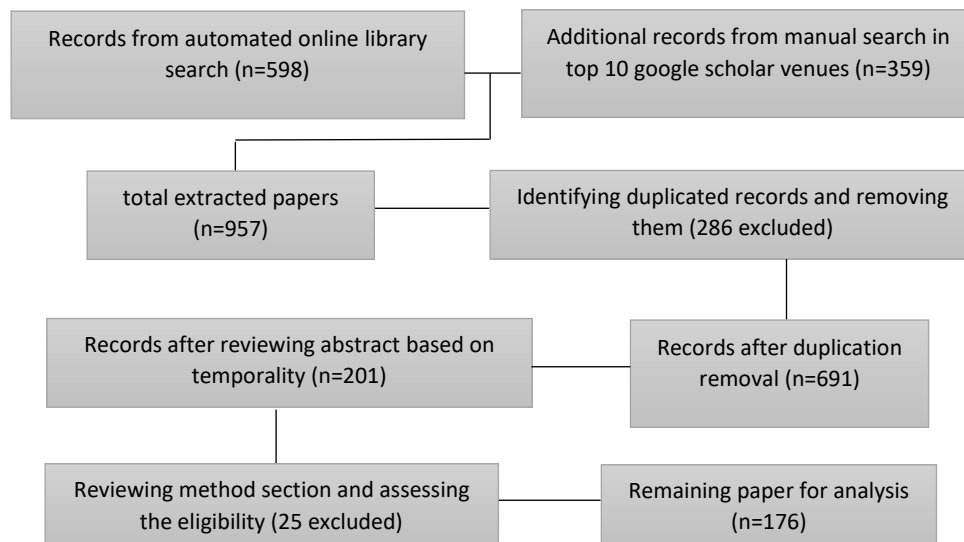 Records from automated online library
search (n=598)
Additional records from manual search in
top 10 google scholar venues (n=359)
total extracted papers
(n=957)
Identifying duplicated records and removing
them (286 excluded)
Records after reviewing abstract based on
temporality (n=201)
Records after duplication
removal (n=691)
Reviewing method section and assessing
the eligibility (25 excluded)
Remaining paper for analysis
(n=176)